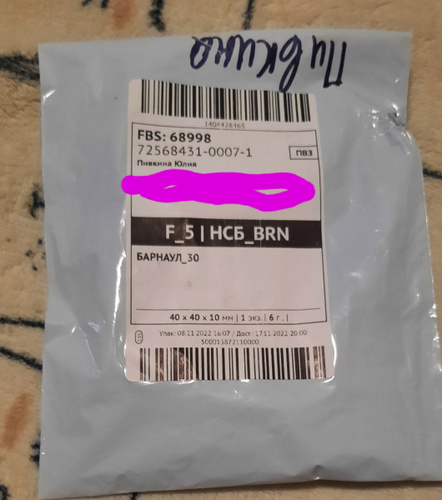 Пивкина
1404428465
FBS: 68998
72568431-0007-1
ПВЗ
Пивкина Юлия
F_5 | НСБ_BRN
БАРНАУЛ_30
40 x 40 x 10 мм | 1 экз. | 6 г. |
Упак: 08.11.2022 16:07 / Дост: 17.11.2022 20:00